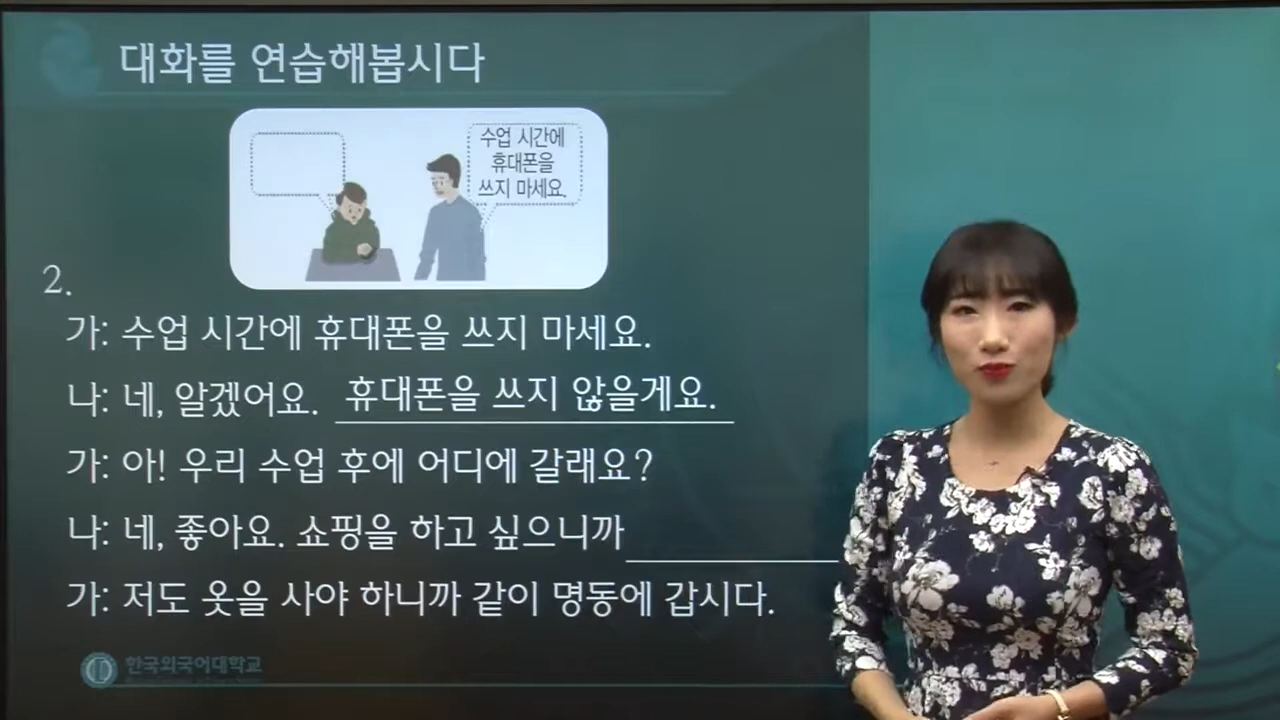 대화를 연습해봅시다
수업 시간에
휴대폰을
쓰지 마세요.
2.
가: 수업 시간에 휴대폰을 쓰지 마세요.
나: 네, 알겠어요. 휴대폰을 쓰지 않을게요.
가: 아! 우리 수업 후에 어디에 갈래요?
나: 네, 좋아요. 쇼핑을 하고 싶으니까
가: 저도 옷을 사야 하니까 같이 명동에 갑시다.
한국외국어대학교